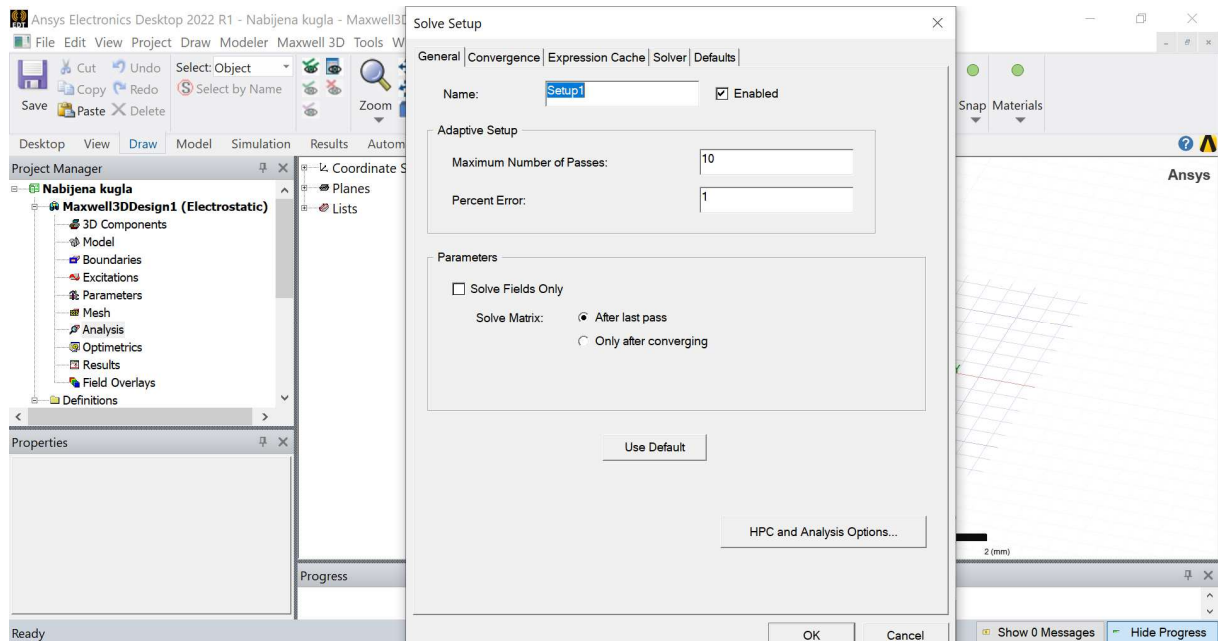 Ansys Electronics Desktop 2022 R1 - Nabijena kugla - Maxwell3D
File Edit View Project Draw Modeler Maxwell 3D Tools W
Save
Cut Undo
Copy Redo
Paste Delete
Select: Object
Select by Name
Zoom
Snap Materials
Desktop View Draw Model Simulation Results Autom
Project Manager
Nabijena kugla
Maxwell3DDesign1 (Electrostatic)
3D Components
Model
Boundaries
Excitations
Parameters
Mesh
Analysis
Optimetrics
Results
Field Overlays
Definitions
Properties
Ready
Coordinate S
Planes
Lists
Progress
Solve Setup
General Convergence Expression Cache Solver Defaults
Name: Setup1 Enabled
Adaptive Setup
Maximum Number of Passes: 10
Percent Error: 1
Parameters
Solve Fields Only
Solve Matrix: After last pass
Only after converging
Use Default
HPC and Analysis Options...
OK Cancel
Ansys
Y
2 (mm)
Show 0 Messages Hide Progress